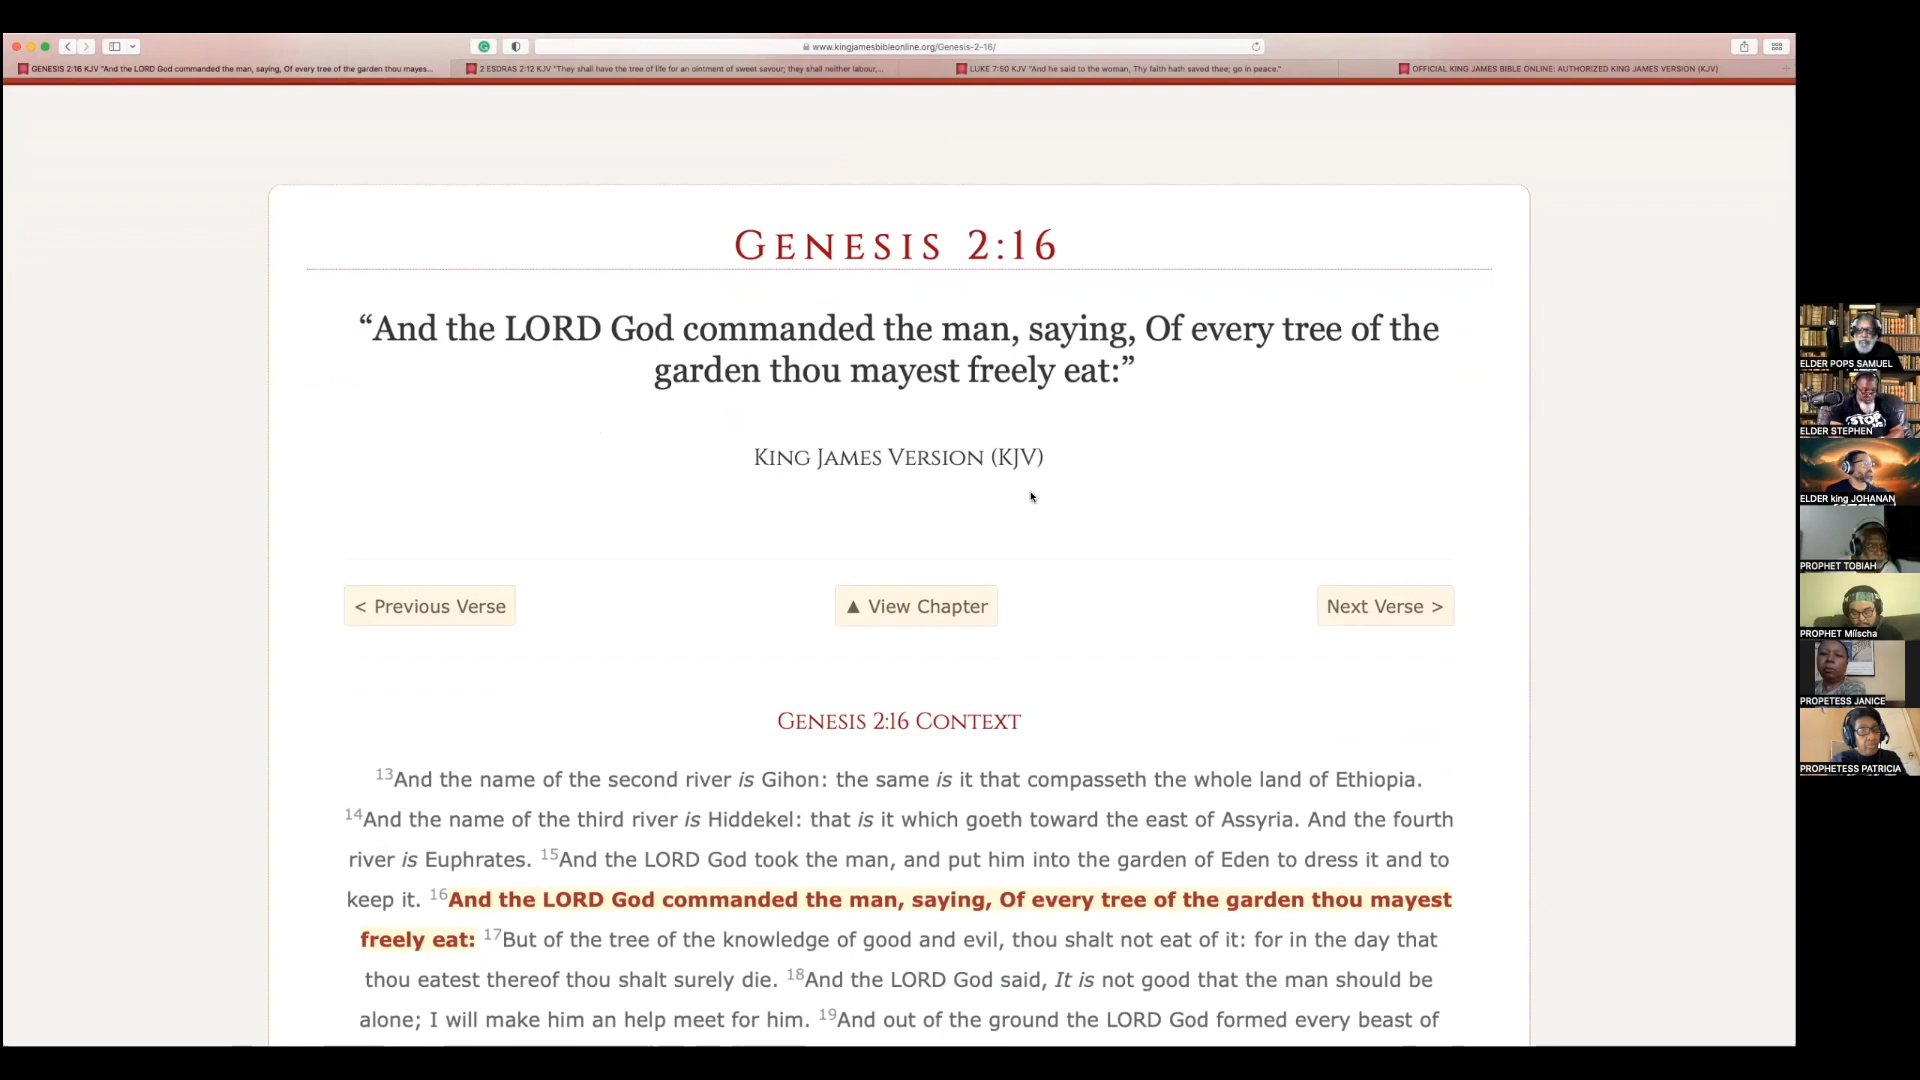 www.kingjamesbibleonline.org/Genesis-2-16/
GENESIS 2:16 KJV "And the LORD God commanded the man, saying, Of every tree of the garden thou mayes...
2 ESDRAS 2:12 KJV "They shall have the tree of life for an ointment of sweet savour; they shall neither labour,...
LUKE 7:50 KJV "And he said to the woman, Thy faith hath saved thee; go in peace."
OFFICIAL KING JAMES BIBLE ONLINE: AUTHORIZED KING JAMES VERSION (KJV)
GENESIS 2:16
“And the LORD God commanded the man, saying, Of every tree of the
garden thou mayest freely eat:”
KING JAMES VERSION (KJV)
< Previous Verse
▲ View Chapter
Next Verse >
GENESIS 2:16 CONTEXT
13And the name of the second river is Gihon: the same is it that compasseth the whole land of Ethiopia.
14And the name of the third river is Hiddekel: that is it which goeth toward the east of Assyria. And the fourth
river is Euphrates. 15And the LORD God took the man, and put him into the garden of Eden to dress it and to
keep it. 16And the LORD God commanded the man, saying, Of every tree of the garden thou mayest
freely eat: 17But of the tree of the knowledge of good and evil, thou shalt not eat of it: for in the day that
thou eatest thereof thou shalt surely die. 18And the LORD God said, It is not good that the man should be
alone; I will make him an help meet for him. 19And out of the ground the LORD God formed every beast of
ELDER POPS SAMUEL
STOP
ELDER STEPHEN
ELDER king JOHANAN
PROPHET TOBIAH
PROPHET Miischa
PROPETESS JANICE
PROPHETESS PATRICIA